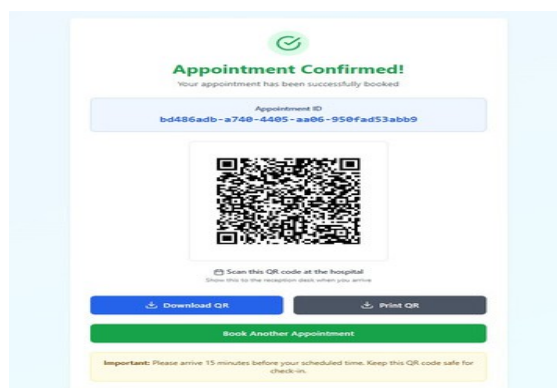 Appointment Confirmed!
Your appointment has been successfully booked
Appointment ID
bd486adb-a740-4405-aa06-950fad53abb9
Scan this QR code at the hospital
Show this to the reception desk when you arrive
Download QR
Print QR
Book Another Appointment
Important: Please arrive 15 minutes before your scheduled time. Keep this QR code safe for
check-in.